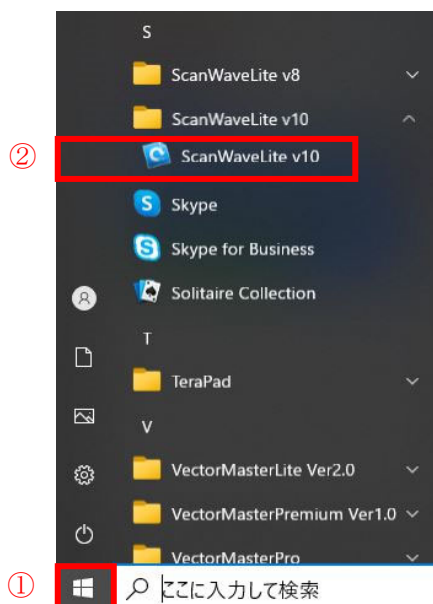 S
ScanWaveLite v8
ScanWaveLite v10
② ScanWaveLite v10
S Skype
S Skype for Business
Solitaire Collection
T
TeraPad
V
VectorMasterLite Ver2.0
VectorMasterPremium Ver1.0
VectorMasterPro
① ここに入力して検索